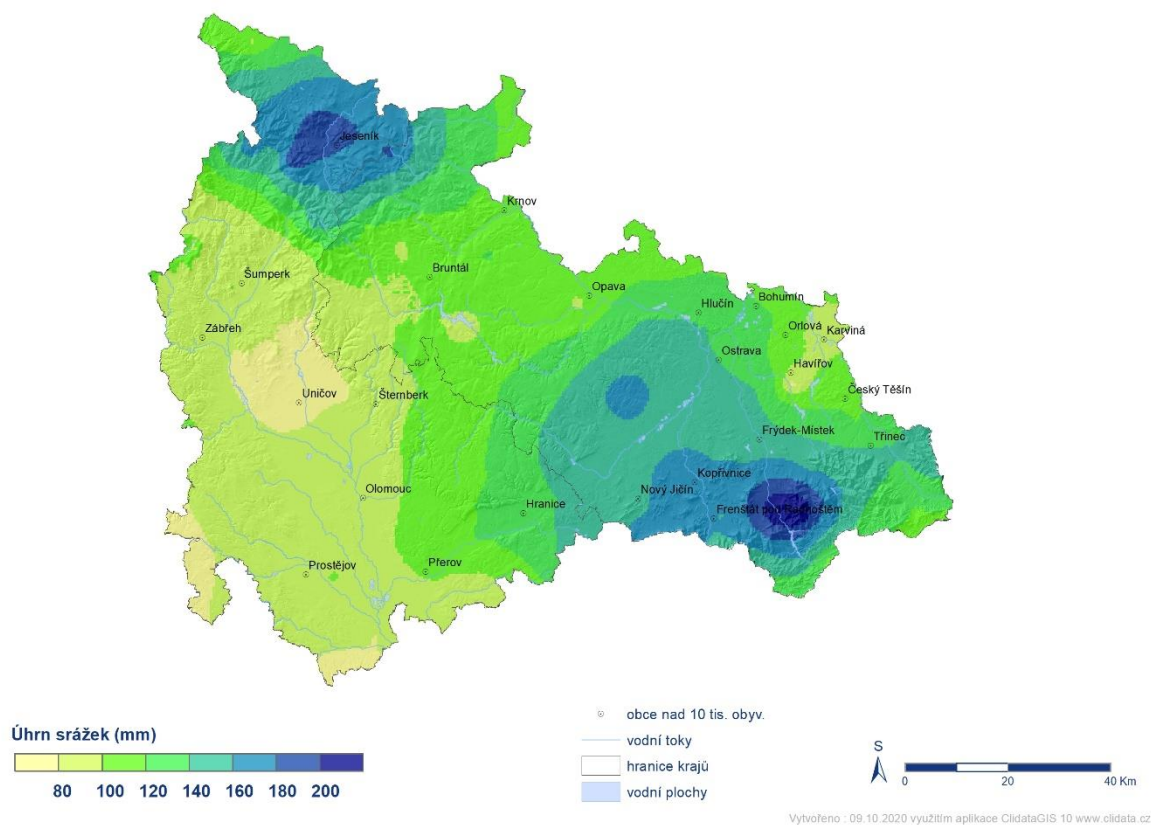 Jeseník
Krnov
Šumperk
Bruntál
Opava
Hlučín
Bohumín
Zábřeh
Orlová
Karviná
Ostrava
Havířov
Uničov
Šternberk
Český Těšín
Frýdek-Místek
Třinec
Kopřivnice
Olomouc
Nový Jičín
Hranice
Frenštát pod Radhoštěm
Přerov
Prostějov
Úhrn srážek (mm)
80 100 120 140 160 180 200
obce nad 10 tis. obyv.
vodní toky
hranice krajů
vodní plochy
S
0 20 40 Km
Vytvořeno : 09.10.2020 využitím aplikace ClidataGIS 10 www.clidata.cz